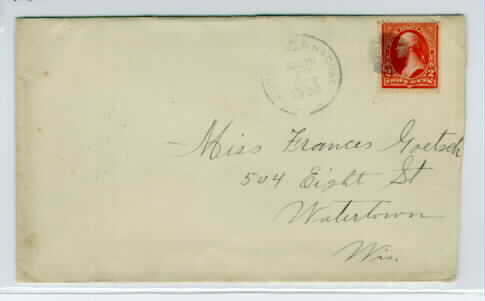 Miss Frances Goetsch
504 Eight St
Watertown
Wis.